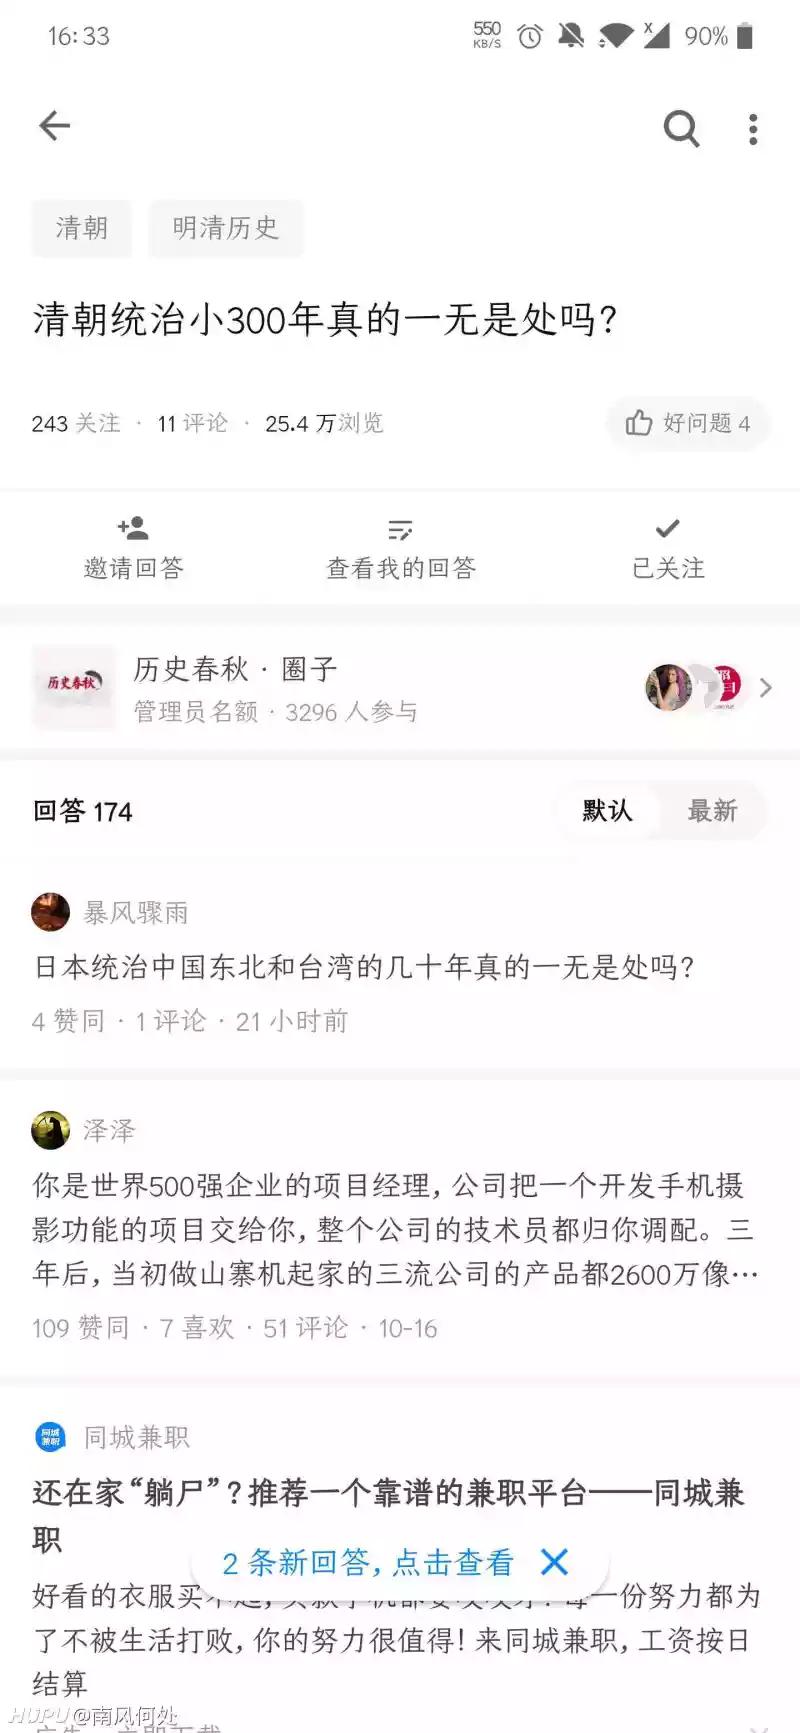 16:33
550
KB/S
X
90%
清朝
明清历史
清朝统治小300年真的一无是处吗?
243 关注 · 11 评论 · 25.4 万浏览
好问题 4
邀请回答
查看我的回答
已关注
历史春秋
历史春秋 · 圈子
管理员名额 · 3296 人参与
回答 174
默认
最新
暴风骤雨
日本统治中国东北和台湾的几十年真的一无是处吗?
4 赞同 · 1 评论 · 21 小时前
泽泽
你是世界500强企业的项目经理, 公司把一个开发手机摄
影功能的项目交给你, 整个公司的技术员都归你调配。三
年后, 当初做山寨机起家的三流公司的产品都2600万像…
109 赞同 · 7 喜欢 · 51 评论 · 10-16
同城
兼职
同城兼职
还在家“躺尸”? 推荐一个靠谱的兼职平台——同城兼
职
2 条新回答, 点击查看
好看的衣服买 每一份努力都为
了不被生活打败, 你的努力很值得! 来同城兼职, 工资按日
结算
HUPU@南风何处